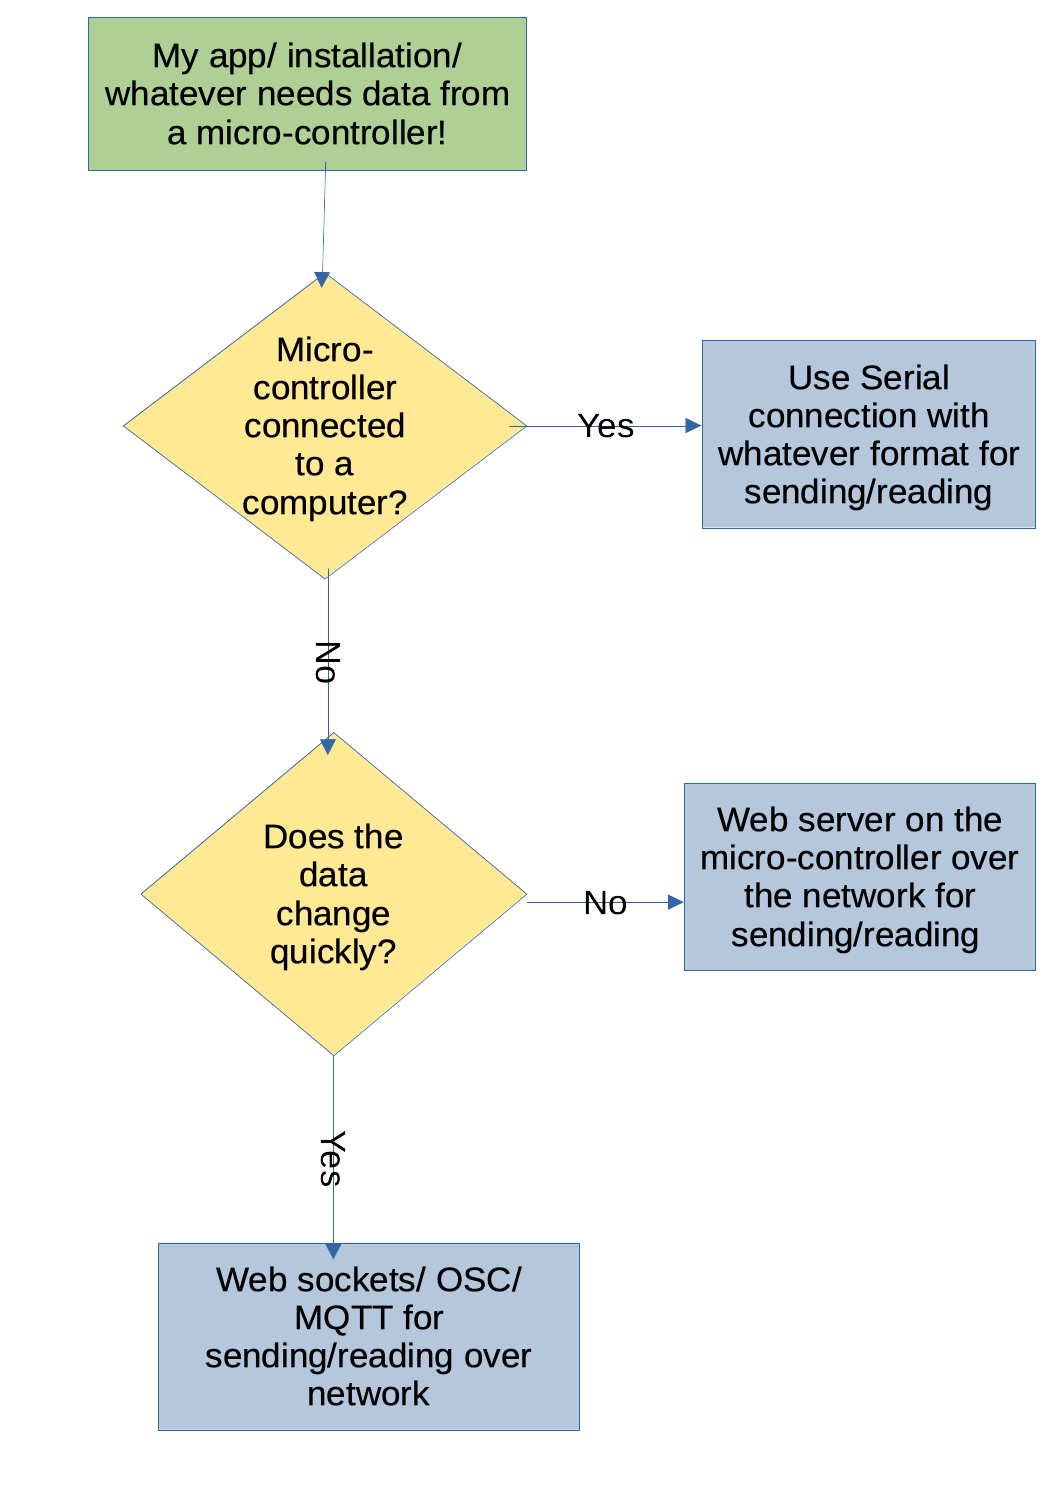 My app/ installation/
whatever needs data from
a micro-controller!
Micro-
controller
connected
to a
computer?
Yes
Use Serial
connection with
whatever format for
sending/reading
No
Does the
data
change
quickly?
No
Web server on the
micro-controller over
the network for
sending/reading
Yes
Web sockets/ OSC/
MQTT for
sending/reading over
network